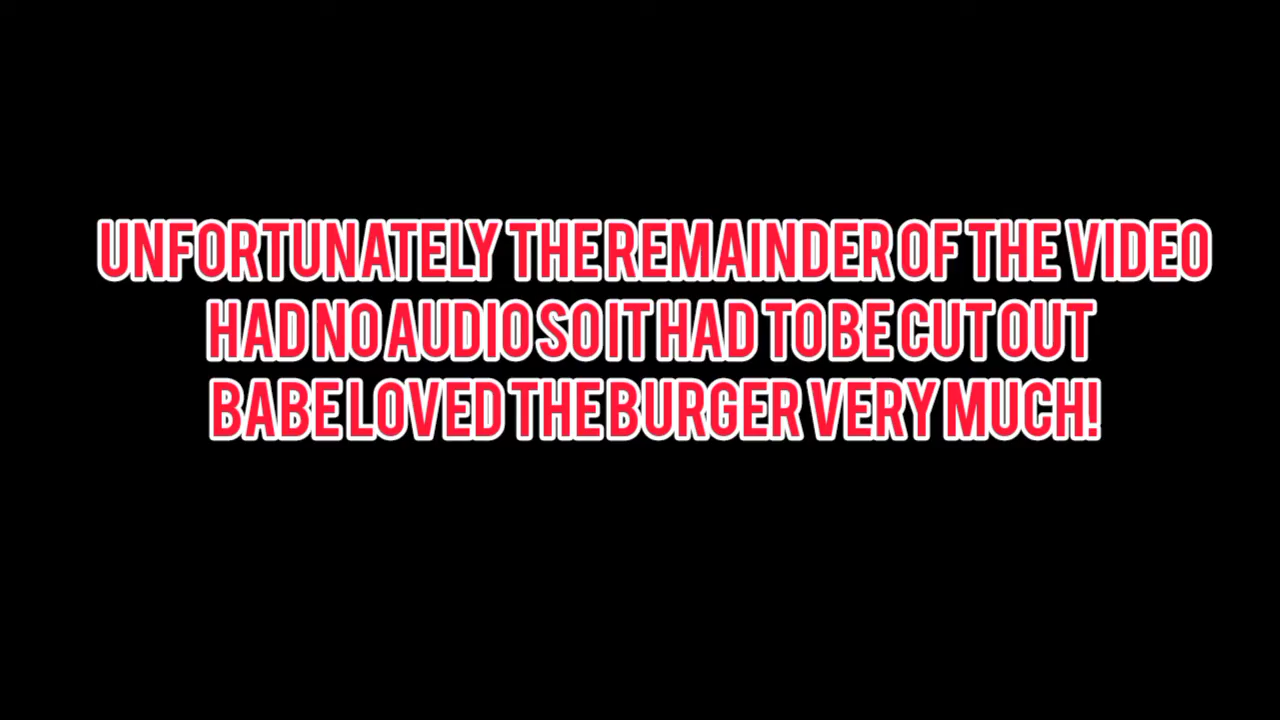 UNFORTUNATELY THE REMAINDER OF THE VIDEO
HAD NO AUDIO SO IT HAD TO BE CUT OUT
BABE LOVED THE BURGER VERY MUCH!